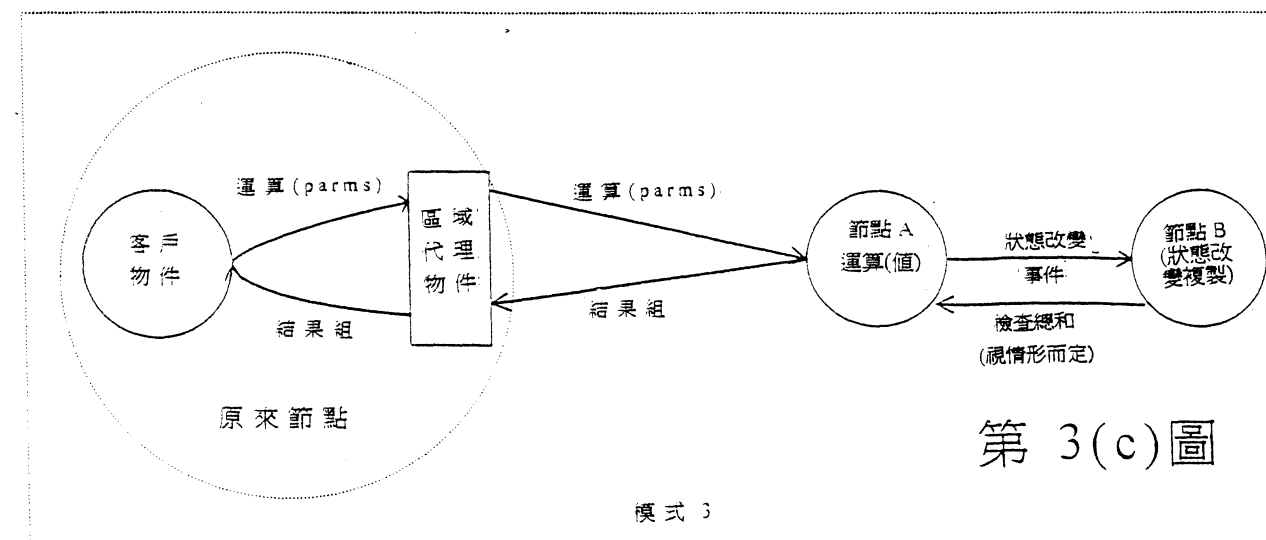 運算(parms)
客戶
物件
結果組
區域
代理
物件
原來節點
運算(parms)
結果組
節點 A
運算(值)
狀態改變
事件
檢查總和
(視情形而定)
節點 B
(狀態改
變複製)
第 3(c)圖
模式 3